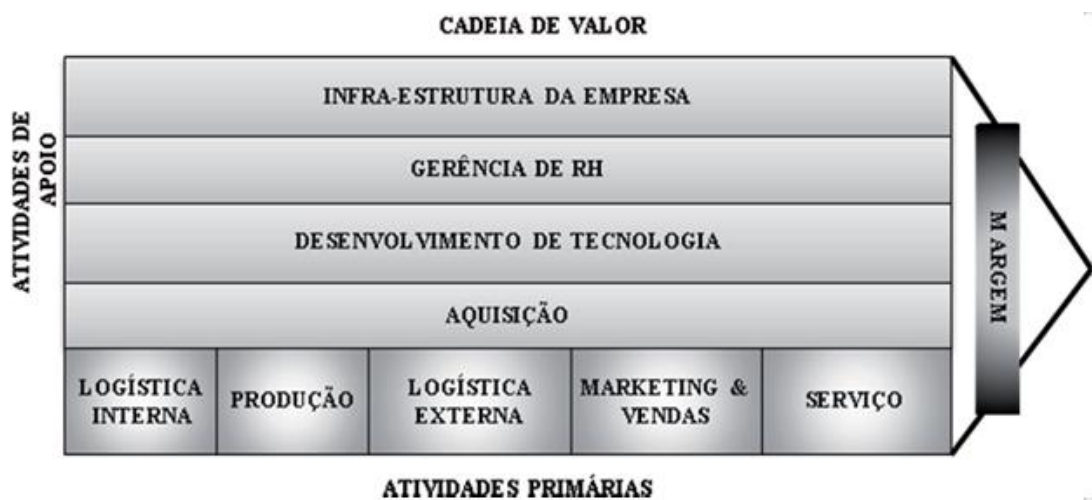 CADEIA DE VALOR
ATIVIDADES DE
APOIO
INFRA-ESTRUTURA DA EMPRESA
GERÊNCIA DE RH
DESENVOLVIMENTO DE TECNOLOGIA
AQUISIÇÃO
LOGÍSTICA
INTERNA
PRODUÇÃO
LOGÍSTICA
EXTERNA
MARKETING &
VENDAS
SERVIÇO
MARGEM
ATIVIDADES PRIMÁRIAS